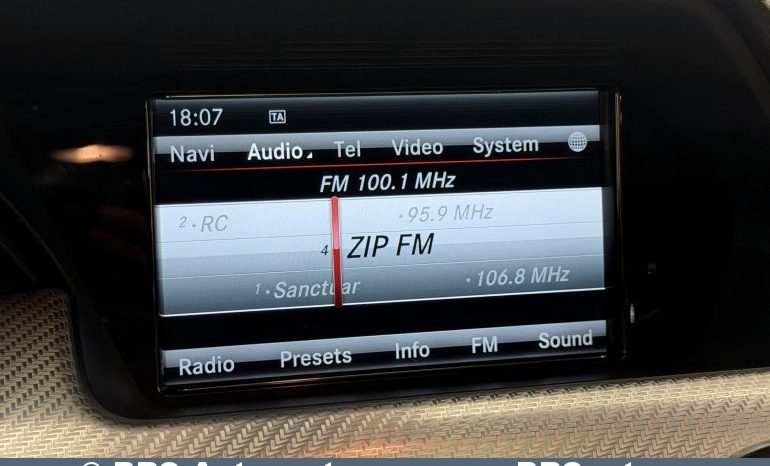 18:07 TA
Navi Audio Tel Video System
FM 100.1 MHz
2 · RC · 95.9 MHz
4 ZIP FM
1 · Sanctuar · 106.8 MHz
Radio Presets Info FM Sound